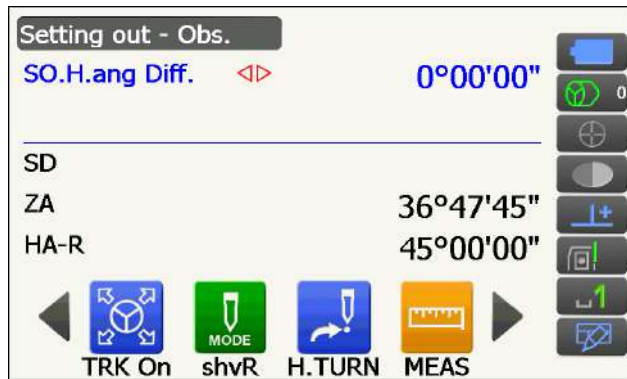 Setting out - Obs.
SO.H.ang Diff. 0°00'00"
0
SD
ZA 36°47'45"
HA-R 45°00'00"
1
MODE
TRK On shvR H.TURN MEAS